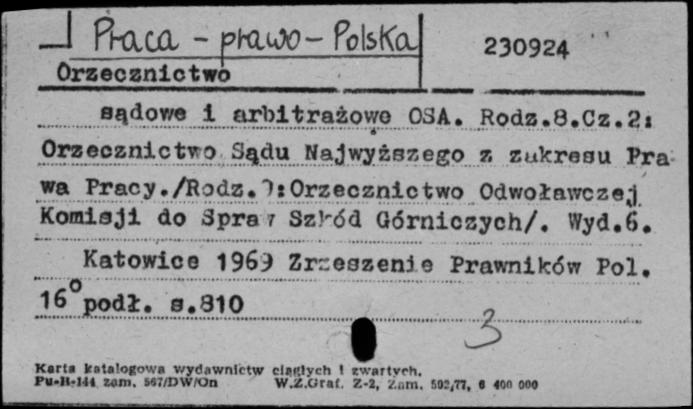 Praca - prawo - Polska
230924
Orzecznictwo
sądowe i arbitrażowe OSA. Rodz.8.Cz.2:
Orzecznictwo Sądu Najwyższego z zakresu Pra
wa Pracy./Rodz. :Orzecznictwo Odwoławczej
Komisji do Spraw Szkód Górniczych/. Wyd.6.
Katowice 1969 Zrzeszenie Prawników Pol.
16° podł. s.810
3
Karta katalogowa wydawnictw ciągłych i zwartych.
Pu-H-144 zam. 567/DW/On W.Z.Graf. Z-2, Zam. 592/77, 6 400 000